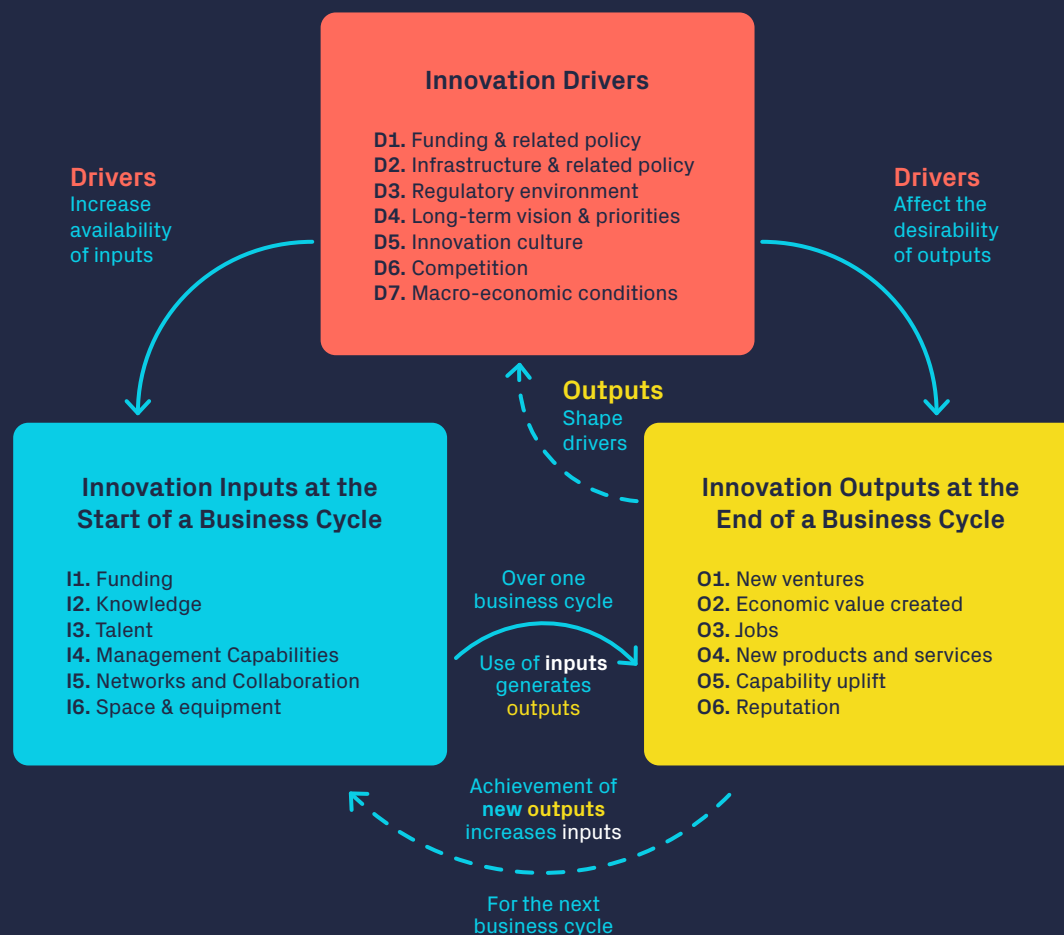 Innovation Drivers
D1. Funding & related policy
D2. Infrastructure & related policy
D3. Regulatory environment
D4. Long-term vision & priorities
D5. Innovation culture
D6. Competition
D7. Macro-economic conditions
Drivers
Increase
availability
of inputs
Drivers
Affect the
desirability
of outputs
Outputs
Shape
drivers
Innovation Inputs at the
Start of a Business Cycle
I1. Funding
I2. Knowledge
I3. Talent
I4. Management Capabilities
I5. Networks and Collaboration
I6. Space & equipment
Over one
business cycle
Use of inputs
generates
outputs
Innovation Outputs at the
End of a Business Cycle
O1. New ventures
O2. Economic value created
O3. Jobs
O4. New products and services
O5. Capability uplift
O6. Reputation
Achievement of
new outputs
increases inputs
For the next
business cycle